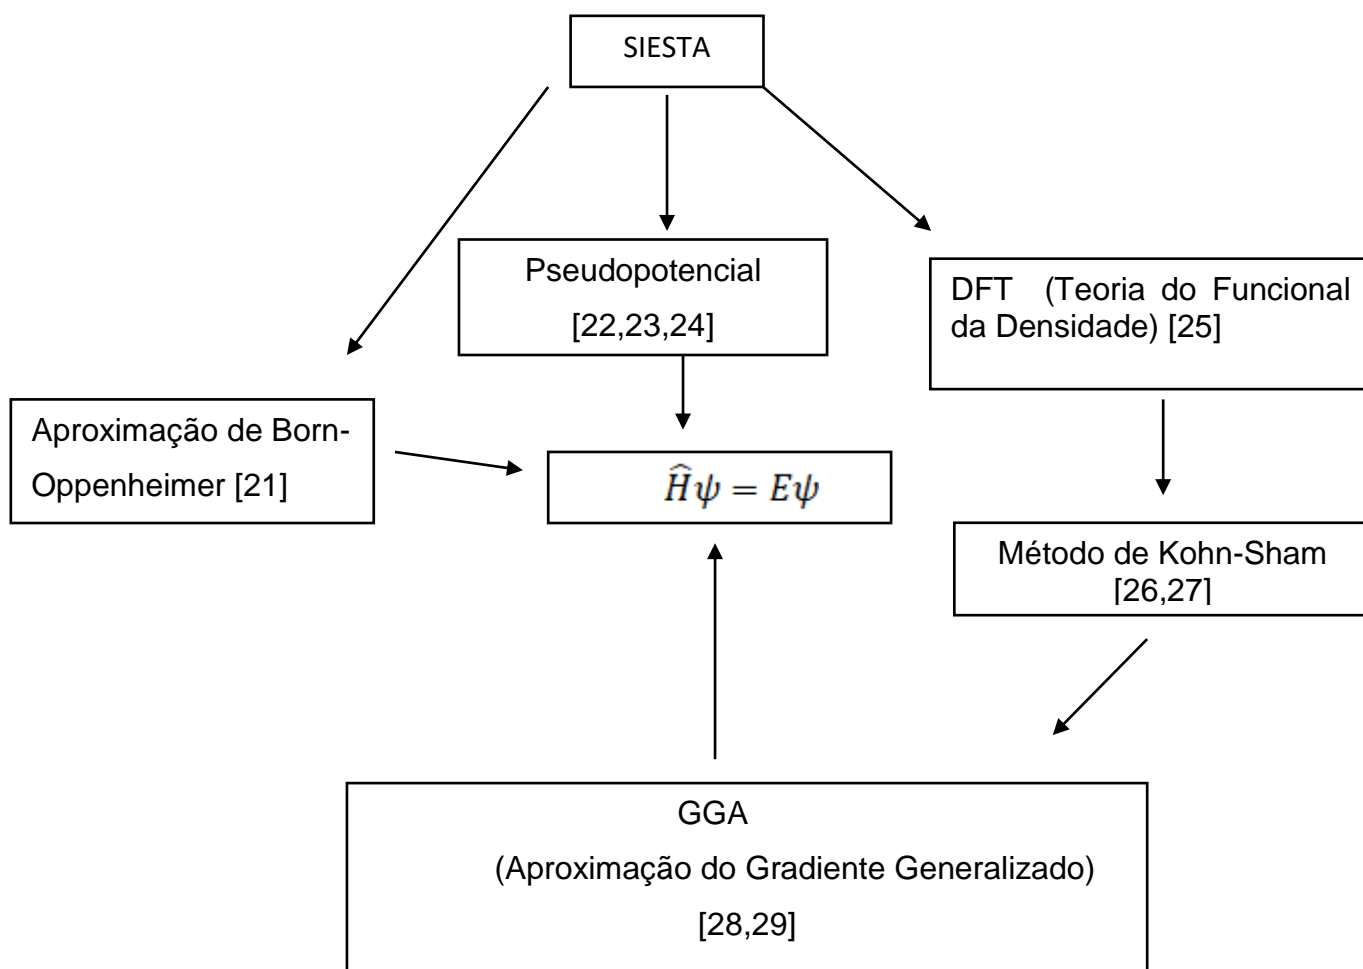 SIESTA
Pseudopotencial
[22,23,24]
DFT (Teoria do Funcional
da Densidade) [25]
Aproximação de Born-
Oppenheimer [21]
Ĥψ = Eψ
Método de Kohn-Sham
[26,27]
GGA
(Aproximação do Gradiente Generalizado)
[28,29]